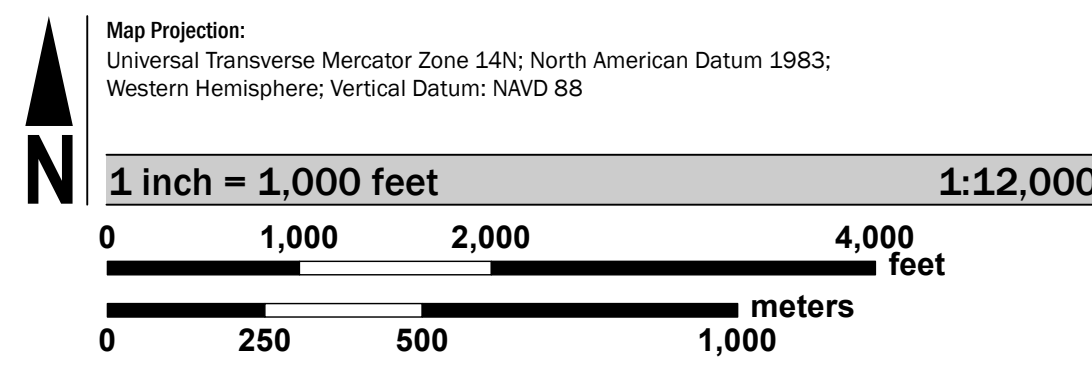 Map Projection:
Universal Transverse Mercator Zone 14N; North American Datum 1983;
Western Hemisphere; Vertical Datum: NAVD 88
N
1 inch = 1,000 feet 1:12,000
0 1,000 2,000 4,000
feet
meters
0 250 500 1,000